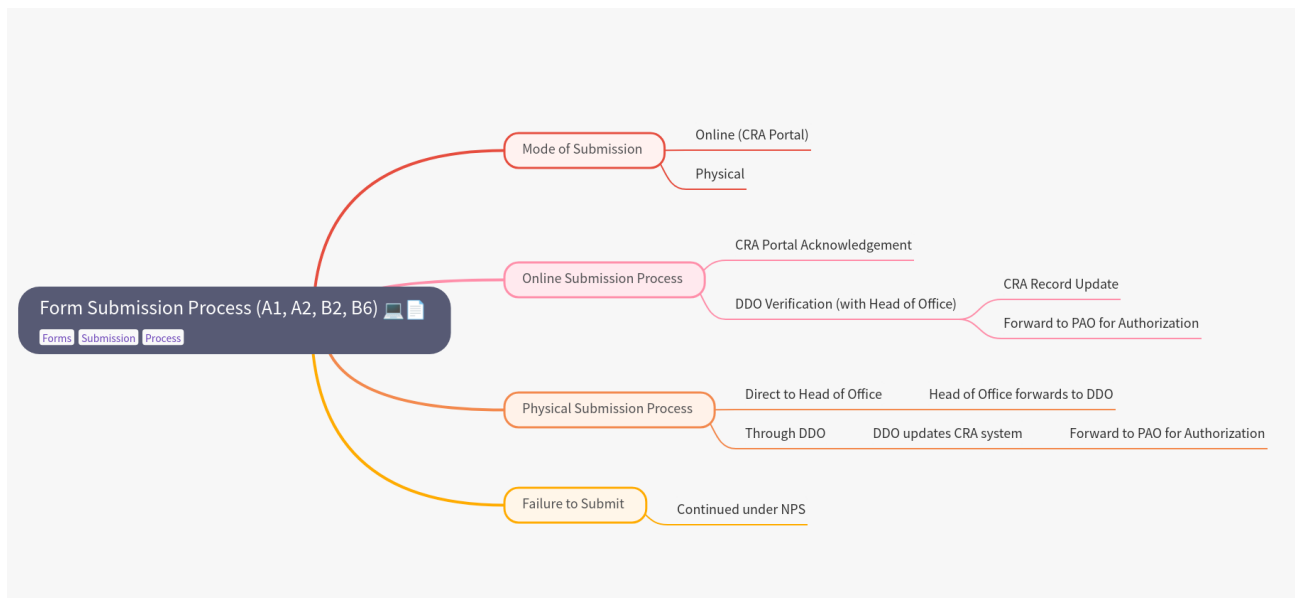 Form Submission Process (A1, A2, B2, B6) 💻📄
Forms Submission Process
Mode of Submission
Online (CRA Portal)
Physical
Online Submission Process
CRA Portal Acknowledgement
DDO Verification (with Head of Office)
CRA Record Update
Forward to PAO for Authorization
Physical Submission Process
Direct to Head of Office
Head of Office forwards to DDO
Through DDO
DDO updates CRA system
Forward to PAO for Authorization
Failure to Submit
Continued under NPS